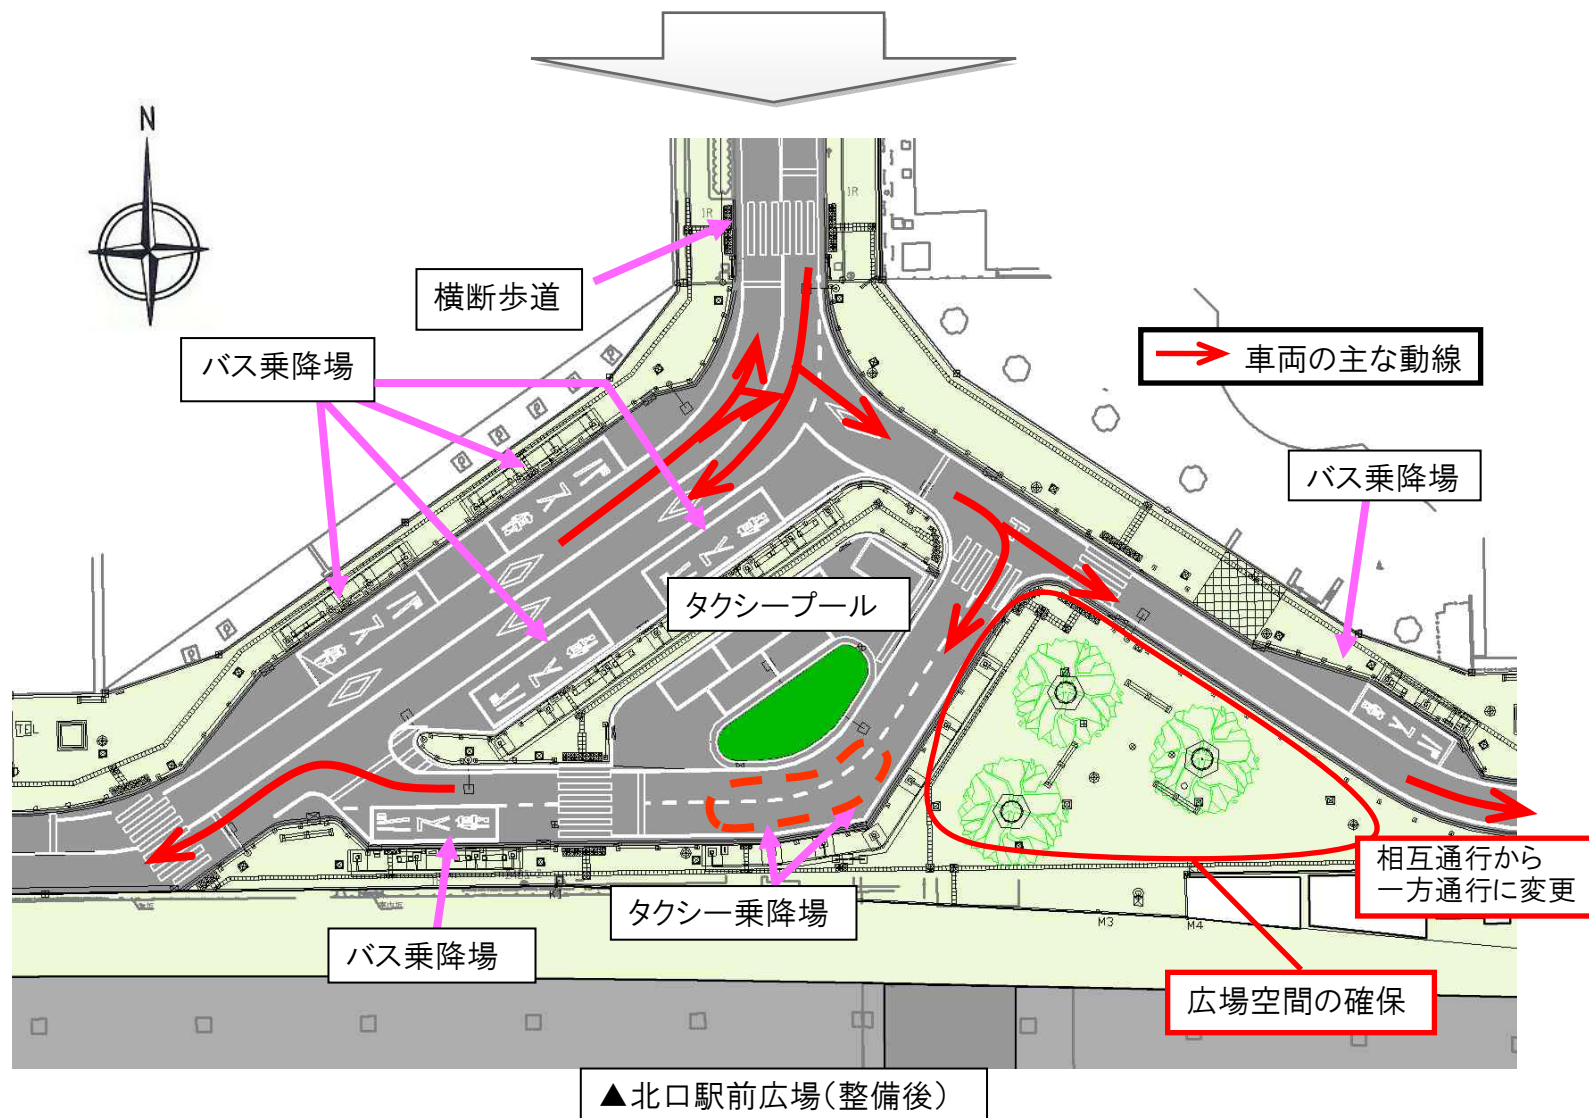 N
横断歩道
バス乗降場
車両の主な動線
バス乗降場
タクシープール
相互通行から
一方通行に変更
タクシー乗降場
バス乗降場
広場空間の確保
TEL
M3
M4
▲北口駅前広場(整備後)